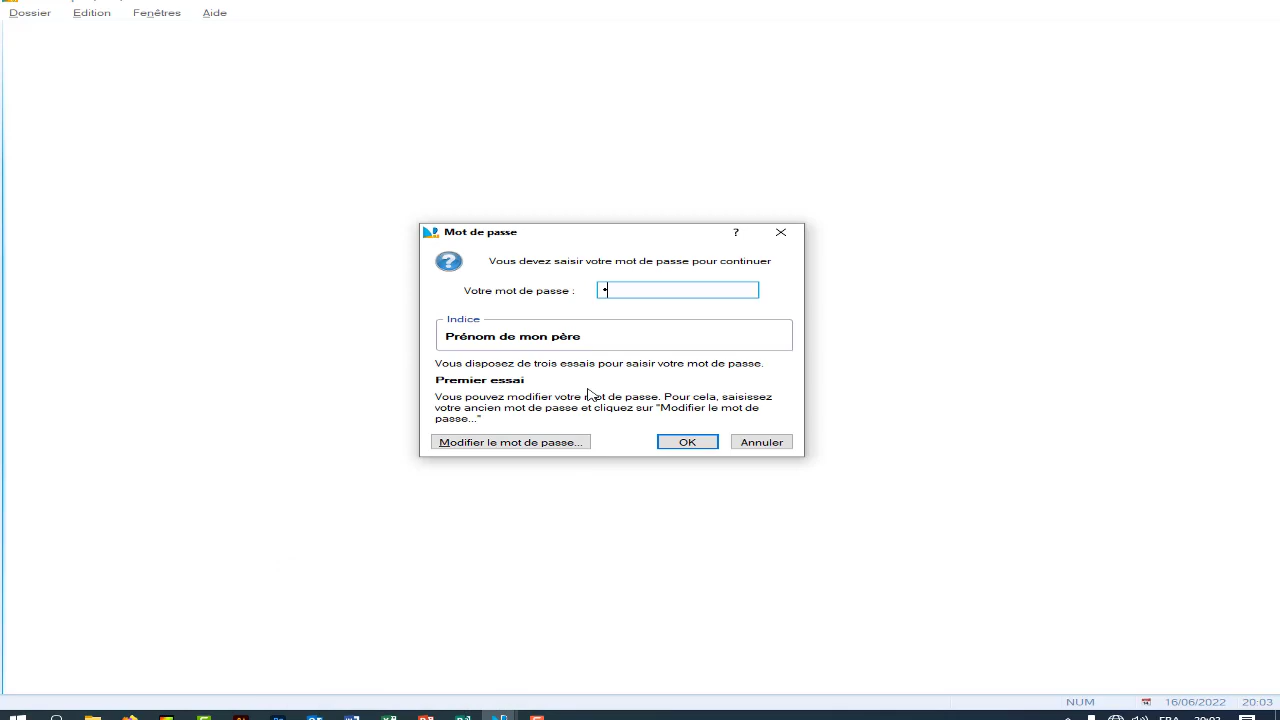 Dossier Edition Fenêtres Aide
Mot de passe
Vous devez saisir votre mot de passe pour continuer
Votre mot de passe :
Indice
Prénom de mon père
Vous disposez de trois essais pour saisir votre mot de passe.
Premier essai
Vous pouvez modifier votre mot de passe. Pour cela, saisissez
votre ancien mot de passe et cliquez sur "Modifier le mot de
passe..."
Modifier le mot de passe... OK Annuler
NUM 16/06/2022 20:03
FRA 20:03